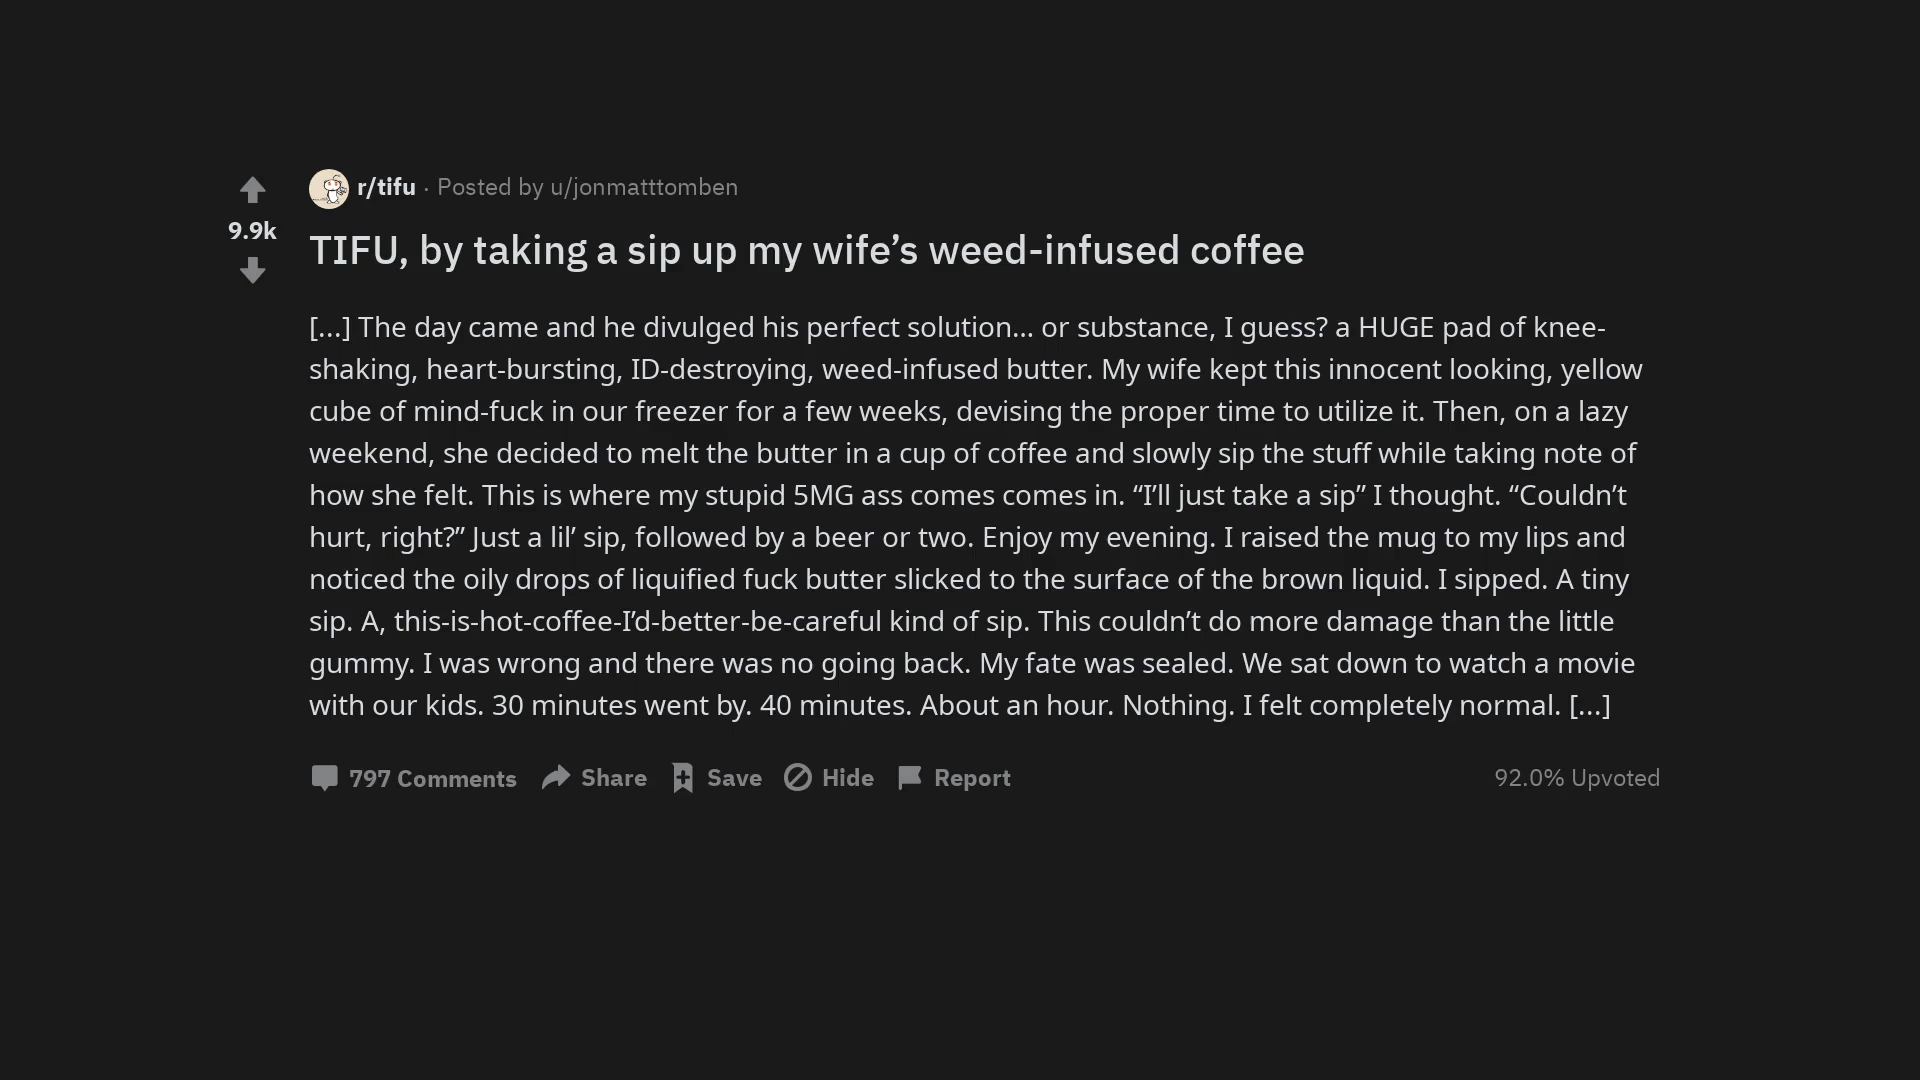 r/tifu · Posted by u/jonmatttomben
9.9k
TIFU, by taking a sip up my wife’s weed-infused coffee
[...] The day came and he divulged his perfect solution... or substance, I guess? a HUGE pad of knee-
shaking, heart-bursting, ID-destroying, weed-infused butter. My wife kept this innocent looking, yellow
cube of mind-fuck in our freezer for a few weeks, devising the proper time to utilize it. Then, on a lazy
weekend, she decided to melt the butter in a cup of coffee and slowly sip the stuff while taking note of
how she felt. This is where my stupid 5MG ass comes comes in. “I’ll just take a sip” I thought. “Couldn’t
hurt, right?” Just a lil’ sip, followed by a beer or two. Enjoy my evening. I raised the mug to my lips and
noticed the oily drops of liquified fuck butter slicked to the surface of the brown liquid. I sipped. A tiny
sip. A, this-is-hot-coffee-I’d-better-be-careful kind of sip. This couldn’t do more damage than the little
gummy. I was wrong and there was no going back. My fate was sealed. We sat down to watch a movie
with our kids. 30 minutes went by. 40 minutes. About an hour. Nothing. I felt completely normal. [...]
797 Comments Share Save Hide Report 92.0% Upvoted